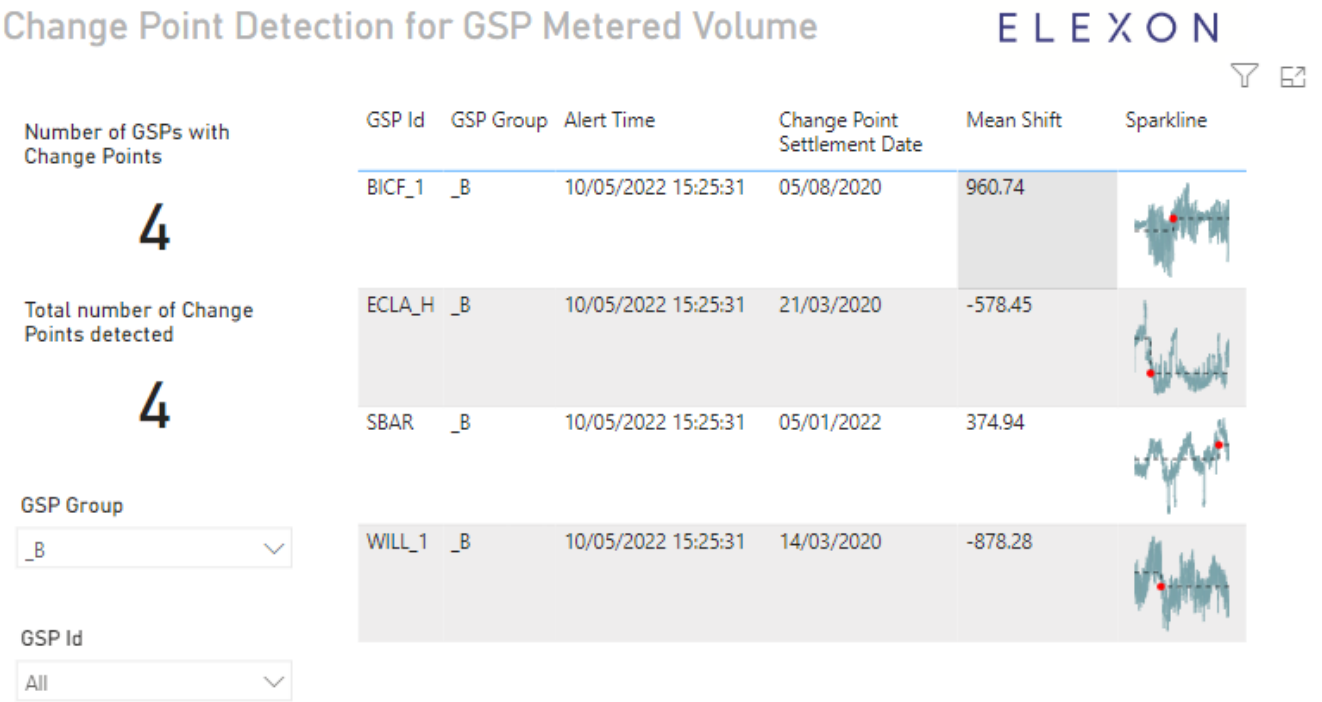 Change Point Detection for GSP Metered Volume
ELEXON
Number of GSPs with
Change Points
4
Total number of Change
Points detected
4
GSP Group
_B
GSP Id
All
GSP Id GSP Group Alert Time Change Point Settlement Date Mean Shift Sparkline
BICF_1 _B 10/05/2022 15:25:31 05/08/2020 960.74
ECLA_H _B 10/05/2022 15:25:31 21/03/2020 -578.45
SBAR _B 10/05/2022 15:25:31 05/01/2022 374.94
WILL_1 _B 10/05/2022 15:25:31 14/03/2020 -878.28